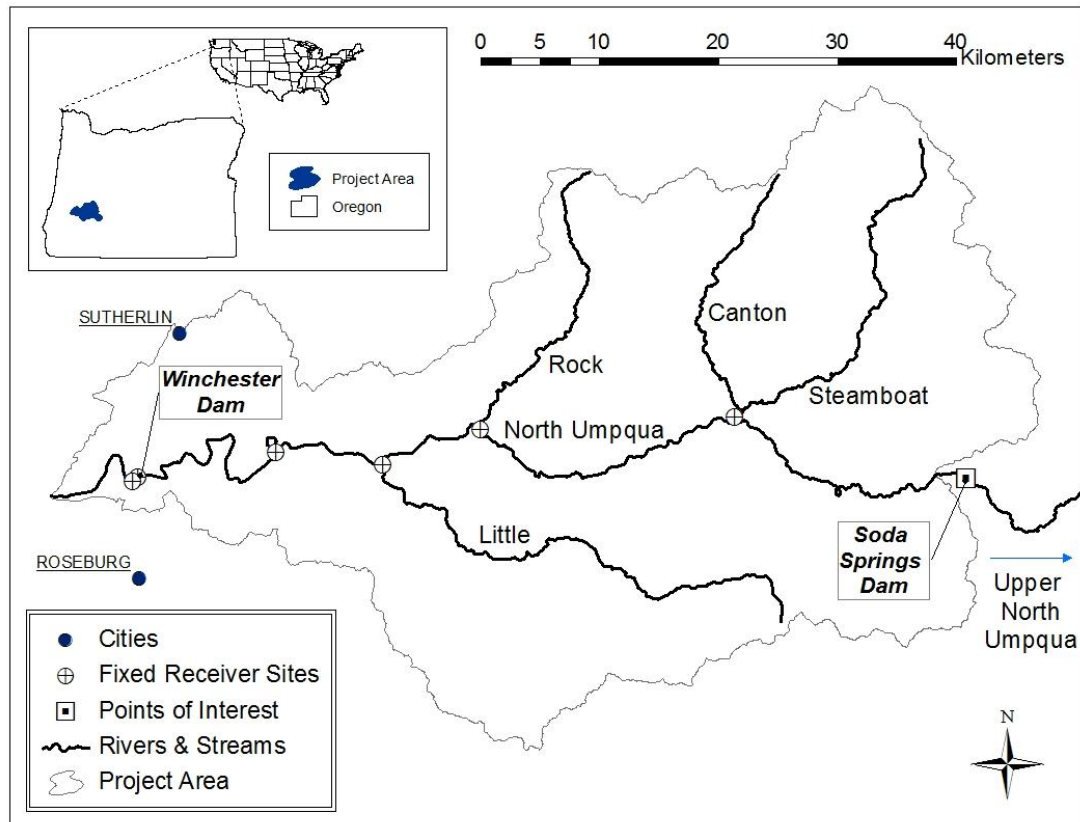 0 5 10 20 30 40
Kilometers
Project Area
Oregon
SUTHERLIN
Winchester
Dam
Rock
Canton
Steamboat
North Umpqua
Little
ROSEBURG
Soda
Springs
Dam
Upper
North
Umpqua
Cities
Fixed Receiver Sites
Points of Interest
Rivers & Streams
Project Area
N